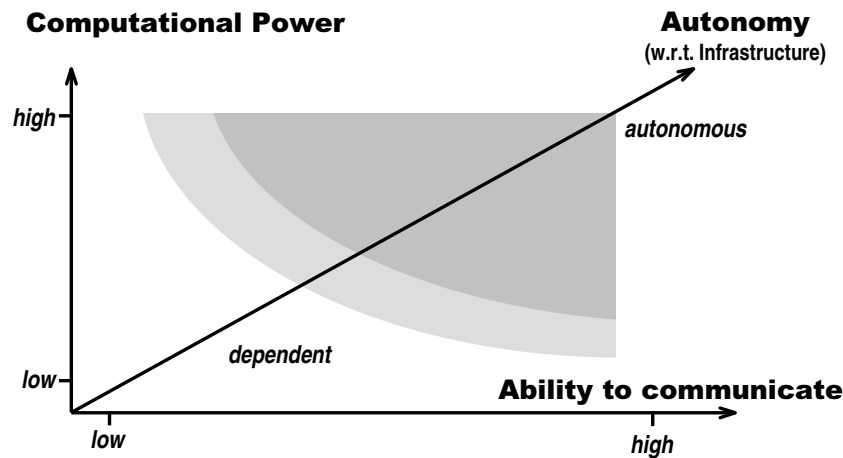 Computational Power
Autonomy
(w.r.t. Infrastructure)
high
autonomous
dependent
low
Ability to communicate
low
high